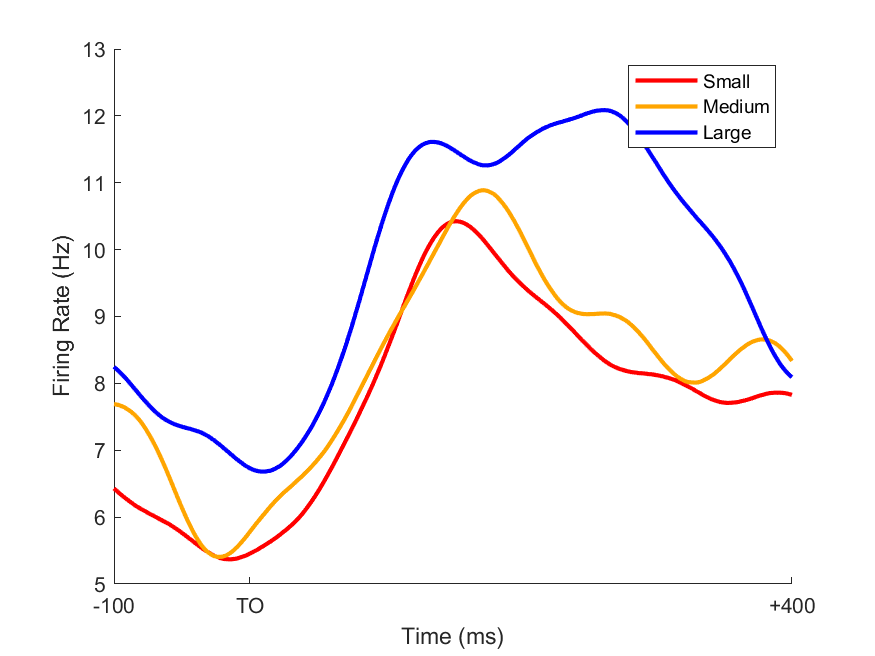 13
12
11
10
9
8
7
6
5
Firing Rate (Hz)
Small
Medium
Large
-100
TO
+400
Time (ms)